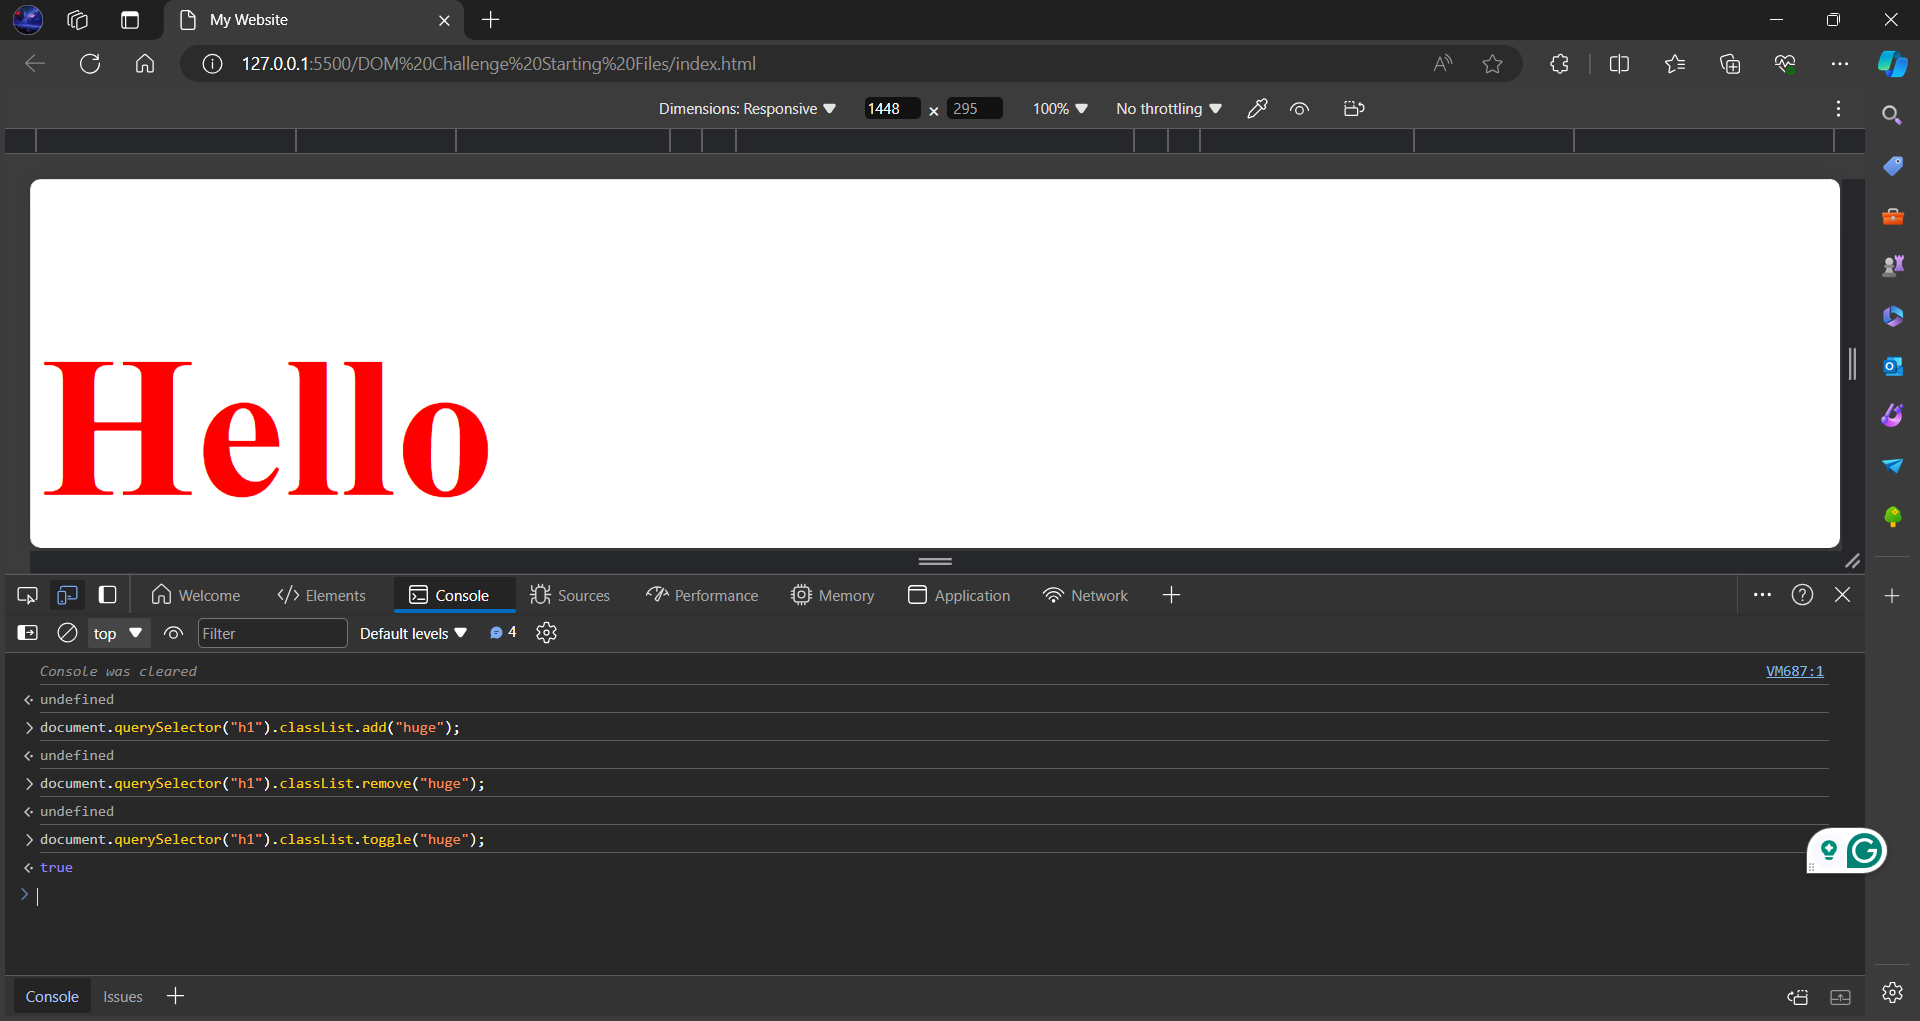 My Website
127.0.0.1:5500/DOM%20Challenge%20Starting%20Files/index.html
Dimensions: Responsive 1448 × 295 100% No throttling
Hello
Welcome Elements Console Sources Performance Memory Application Network
top Filter Default levels 4
Console was cleared VM687:1
undefined
document.querySelector("h1").classList.add("huge");
undefined
document.querySelector("h1").classList.remove("huge");
undefined
document.querySelector("h1").classList.toggle("huge");
true
Console Issues